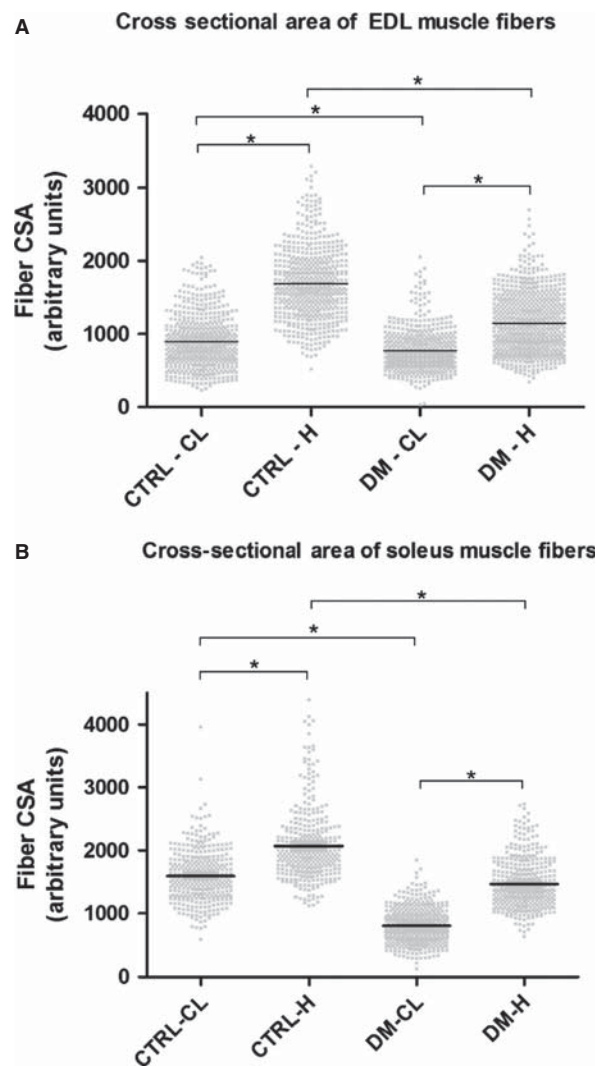 A
Cross sectional area of EDL muscle fibers
*
*
*
*
4000
3000
2000
1000
0
Fiber CSA
(arbitrary units)
CTRL - CL
CTRL - H
DM - CL
DM - H
B
Cross-sectional area of soleus muscle fibers
*
*
*
*
4000
3000
2000
1000
0
Fiber CSA
(arbitrary units)
CTRL-CL
CTRL-H
DM-CL
DM-H